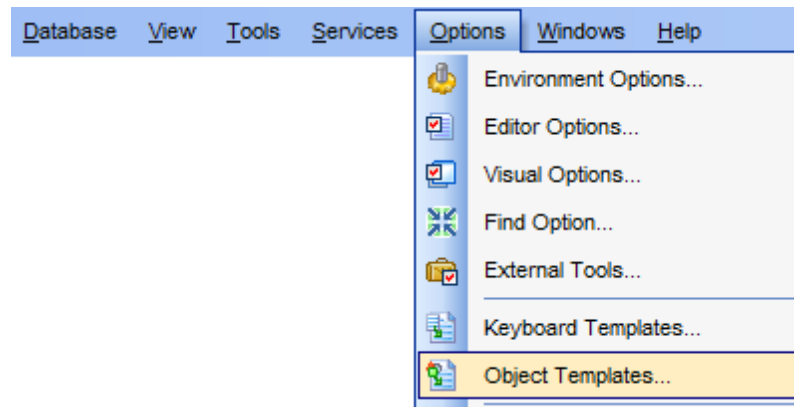 Database View Tools Services Options Windows Help
Environment Options...
Editor Options...
Visual Options...
Find Option...
External Tools...
Keyboard Templates...
Object Templates...